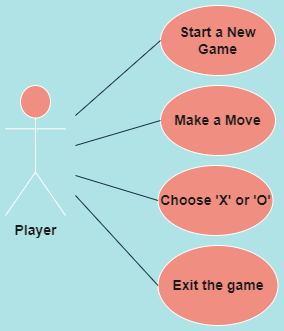 Start a New
Game
Make a Move
Choose 'X' or 'O'
Player
Exit the game